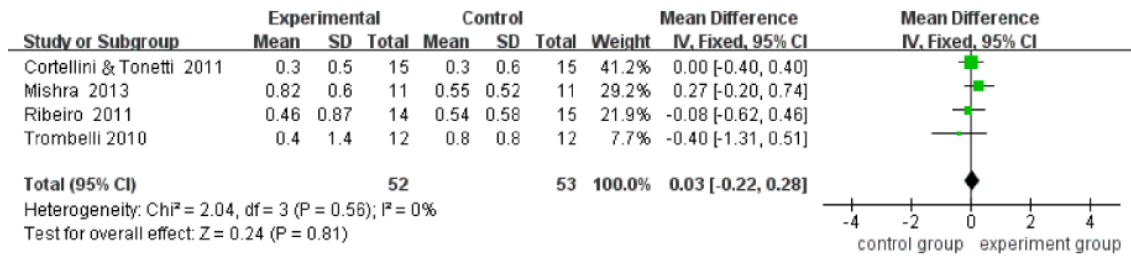 Experimental Control Mean Difference Mean Difference
Study or Subgroup Mean SD Total Mean SD Total Weight IV, Fixed, 95% CI IV, Fixed, 95% CI
Cortellini & Tonetti 2011 0.3 0.5 15 0.3 0.6 15 41.2% 0.00 [-0.40, 0.40]
Mishra 2013 0.82 0.6 11 0.55 0.52 11 29.2% 0.27 [-0.20, 0.74]
Ribeiro 2011 0.46 0.87 14 0.54 0.58 15 21.9% -0.08 [-0.62, 0.46]
Trombelli 2010 0.4 1.4 12 0.8 0.8 12 7.7% -0.40 [-1.31, 0.51]
Total (95% CI) 52 53 100.0% 0.03 [-0.22, 0.28]
Heterogeneity: Chi² = 2.04, df = 3 (P = 0.56); I² = 0%
Test for overall effect: Z = 0.24 (P = 0.81)
-4 -2 0 2 4
control group experiment group